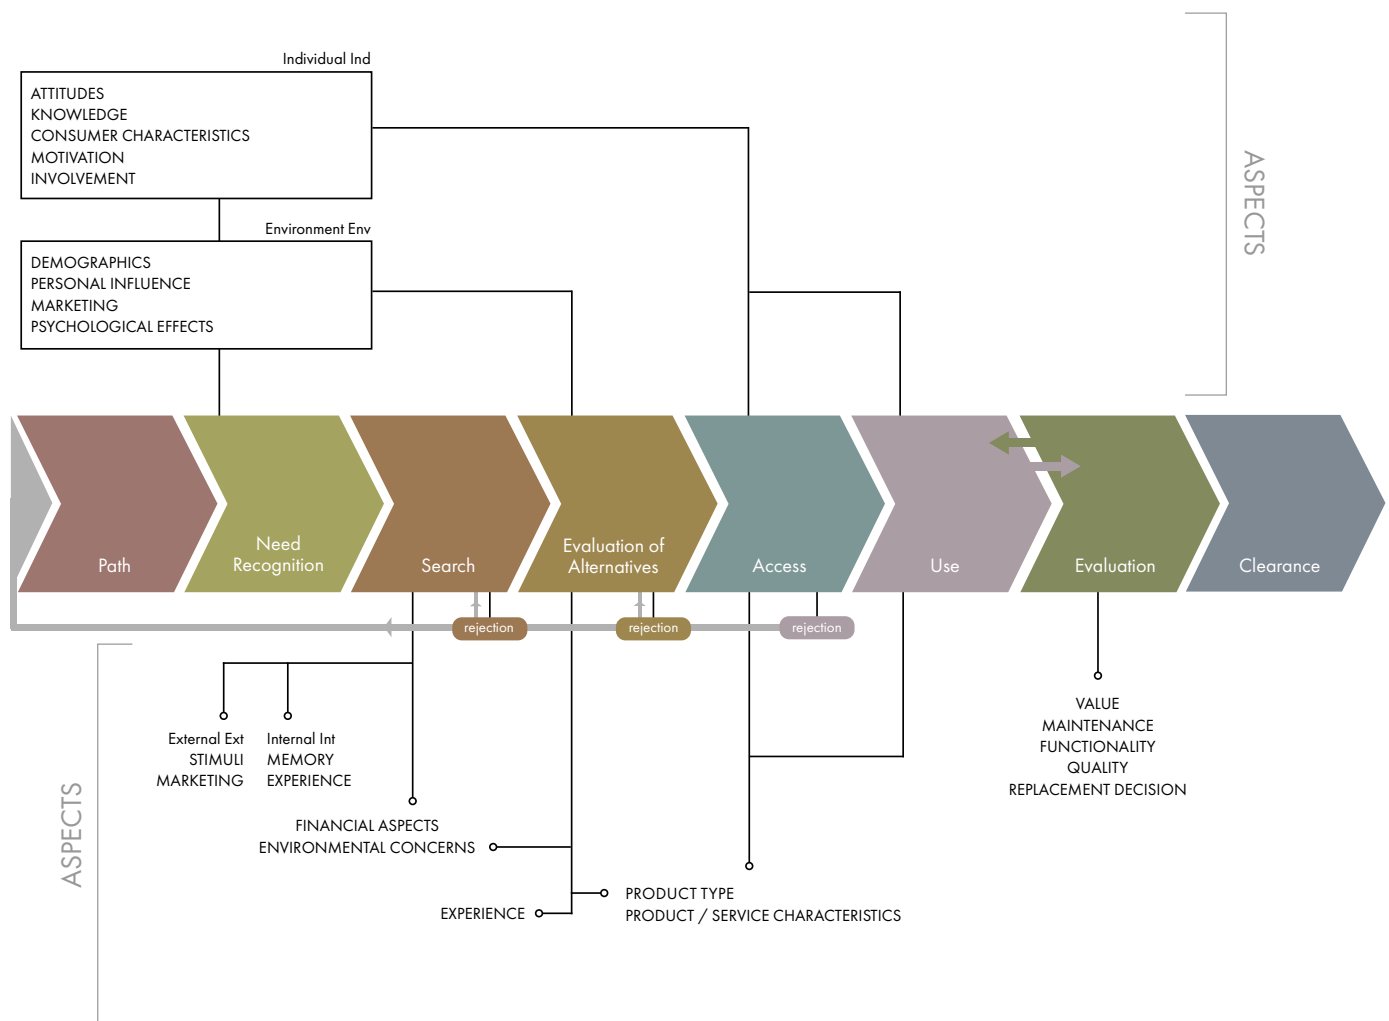 Individual Ind
ATTITUDES
KNOWLEDGE
CONSUMER CHARACTERISTICS
MOTIVATION
INVOLVEMENT
ASPECTS
Environment Env
DEMOGRAPHICS
PERSONAL INFLUENCE
MARKETING
PSYCHOLOGICAL EFFECTS
Path
Need
Recognition
Search
Evaluation of
Alternatives
Access
Use
Evaluation
Clearance
rejection
rejection
rejection
ASPECTS
External Ext
STIMULI
MARKETING
Internal Int
MEMORY
EXPERIENCE
FINANCIAL ASPECTS
ENVIRONMENTAL CONCERNS
EXPERIENCE
PRODUCT TYPE
PRODUCT / SERVICE CHARACTERISTICS
VALUE
MAINTENANCE
FUNCTIONALITY
QUALITY
REPLACEMENT DECISION